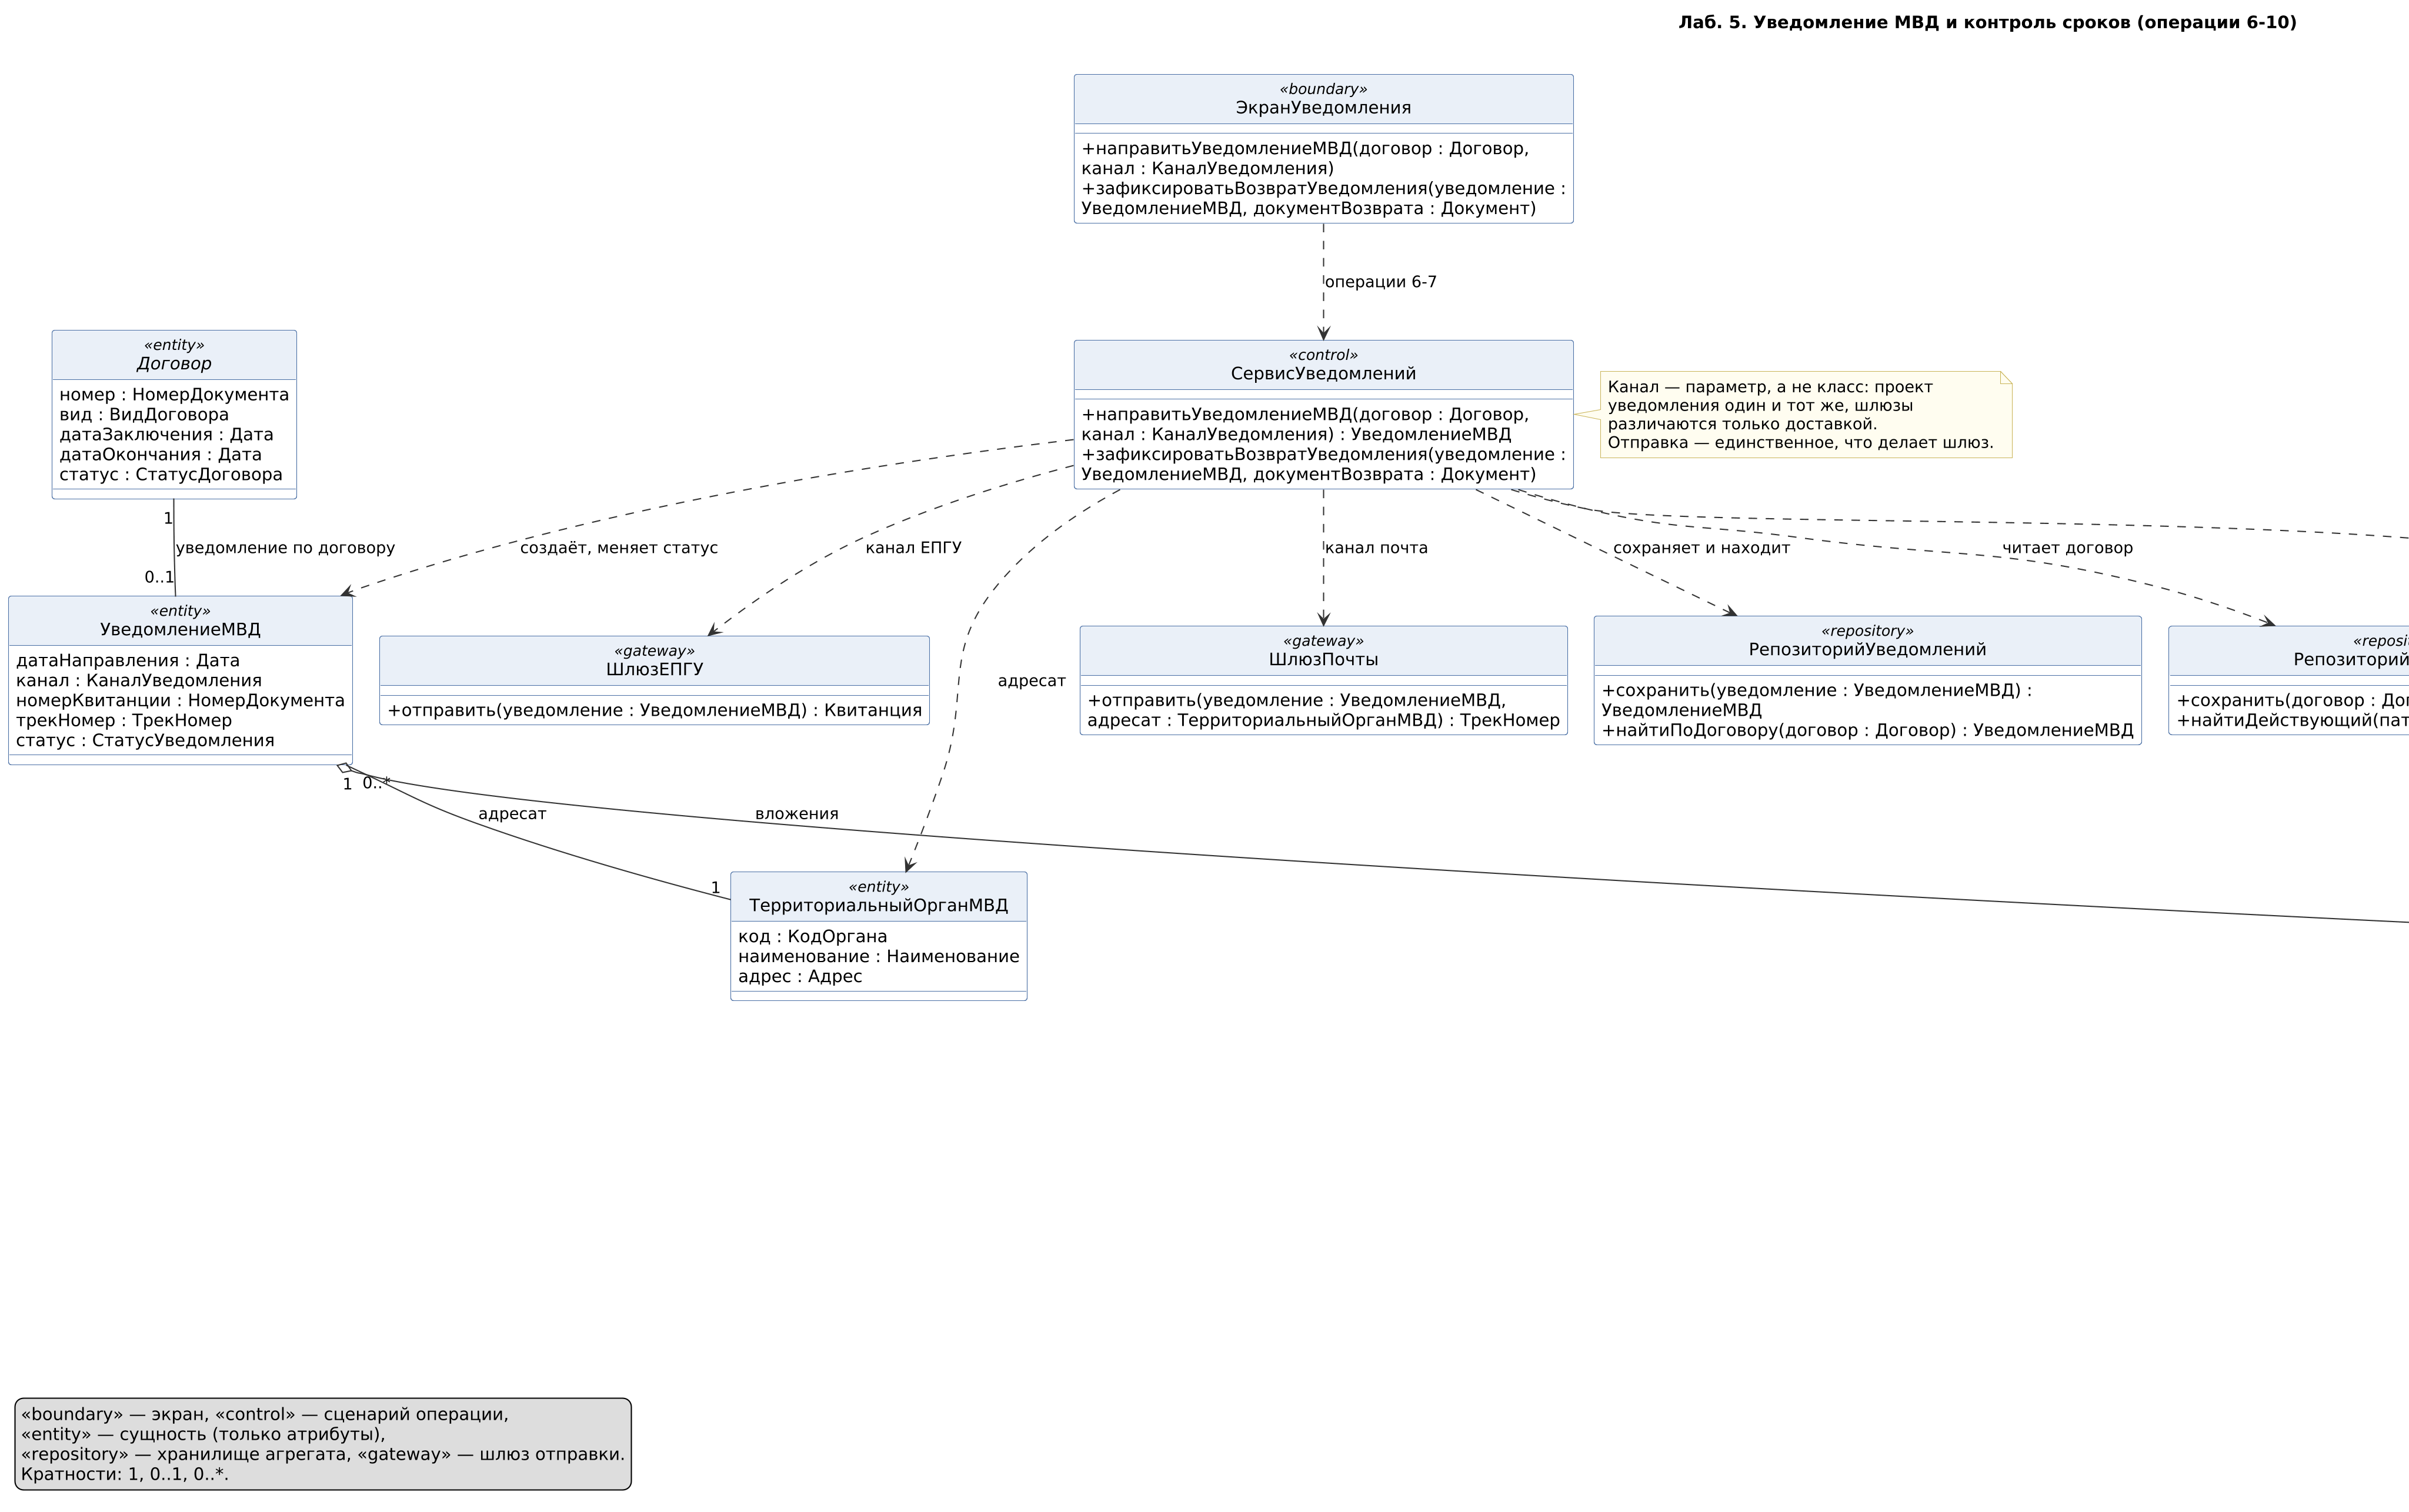 Лаб. 5. Уведомление МВД и контроль сроков (операции 6-10)
«boundary»
ЭкранУведомления
+направитьУведомлениеМВД(договор : Договор,
канал : КаналУведомления)
+зафиксироватьВозвратУведомления(уведомление :
УведомлениеМВД, документВозврата : Документ)
операции 6-7
«entity»
Договор
номер : НомерДокумента
вид : ВидДоговора
датаЗаключения : Дата
датаОкончания : Дата
статус : СтатусДоговора
«control»
СервисУведомлений
+направитьУведомлениеМВД(договор : Договор,
канал : КаналУведомления) : УведомлениеМВД
+зафиксироватьВозвратУведомления(уведомление :
УведомлениеМВД, документВозврата : Документ)
Канал — параметр, а не класс: проект
уведомления один и тот же, шлюзы
различаются только доставкой.
Отправка — единственное, что делает шлюз.
1
уведомление по договору
0..1
создаёт, меняет статус
канал ЕПГУ
канал почта
сохраняет и находит
читает договор
«entity»
УведомлениеМВД
датаНаправления : Дата
канал : КаналУведомления
номерКвитанции : НомерДокумента
трекНомер : ТрекНомер
статус : СтатусУведомления
«gateway»
ШлюзЕПГУ
+отправить(уведомление : УведомлениеМВД) : Квитанция
адресат
«gateway»
ШлюзПочты
+отправить(уведомление : УведомлениеМВД,
адресат : ТерриториальныйОрганМВД) : ТрекНомер
«repository»
РепозиторийУведомлений
+сохранить(уведомление : УведомлениеМВД) :
УведомлениеМВД
+найтиПоДоговору(договор : Договор) : УведомлениеМВД
Репозиторий
+сохранить(договор :
+найтиДействующий(
1
0..*
адресат
вложения
1
«entity»
ТерриториальныйОрганМВД
код : КодОргана
наименование : Наименование
адрес : Адрес
«boundary» — экран, «control» — сценарий операции,
«entity» — сущность (только атрибуты),
«repository» — хранилище агрегата, «gateway» — шлюз отправки.
Кратности: 1, 0..1, 0..*.